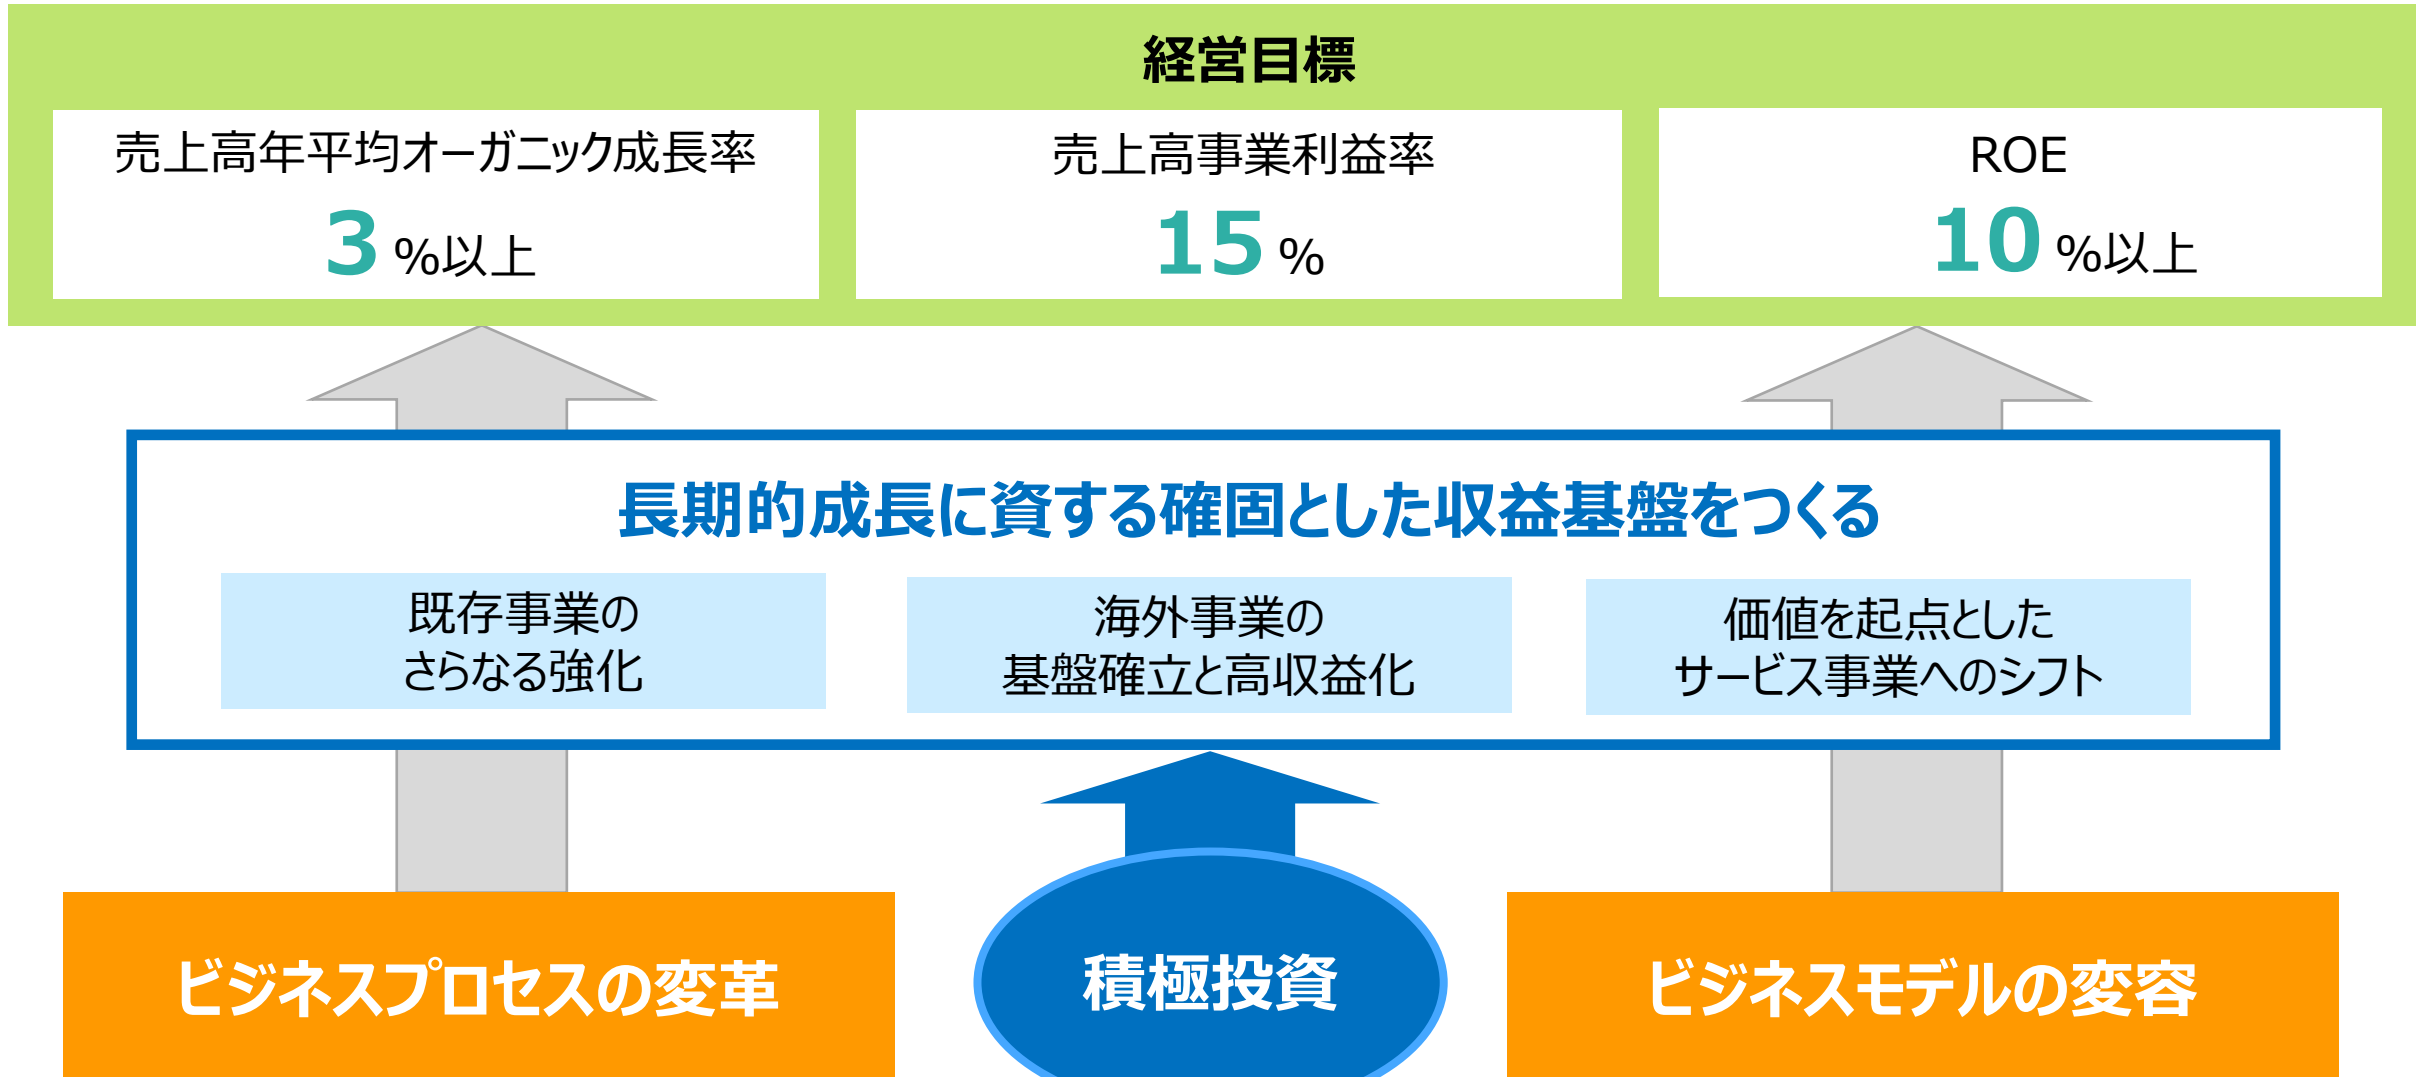 経営目標
売上高年平均オーガニック成長率
3 %以上
売上高事業利益率
15 %
ROE
10 %以上
長期的成長に資する確固とした収益基盤をつくる
既存事業の
さらなる強化
海外事業の
基盤確立と高収益化
価値を起点とした
サービス事業へのシフト
ビジネスプロセスの変革
積極投資
ビジネスモデルの変容